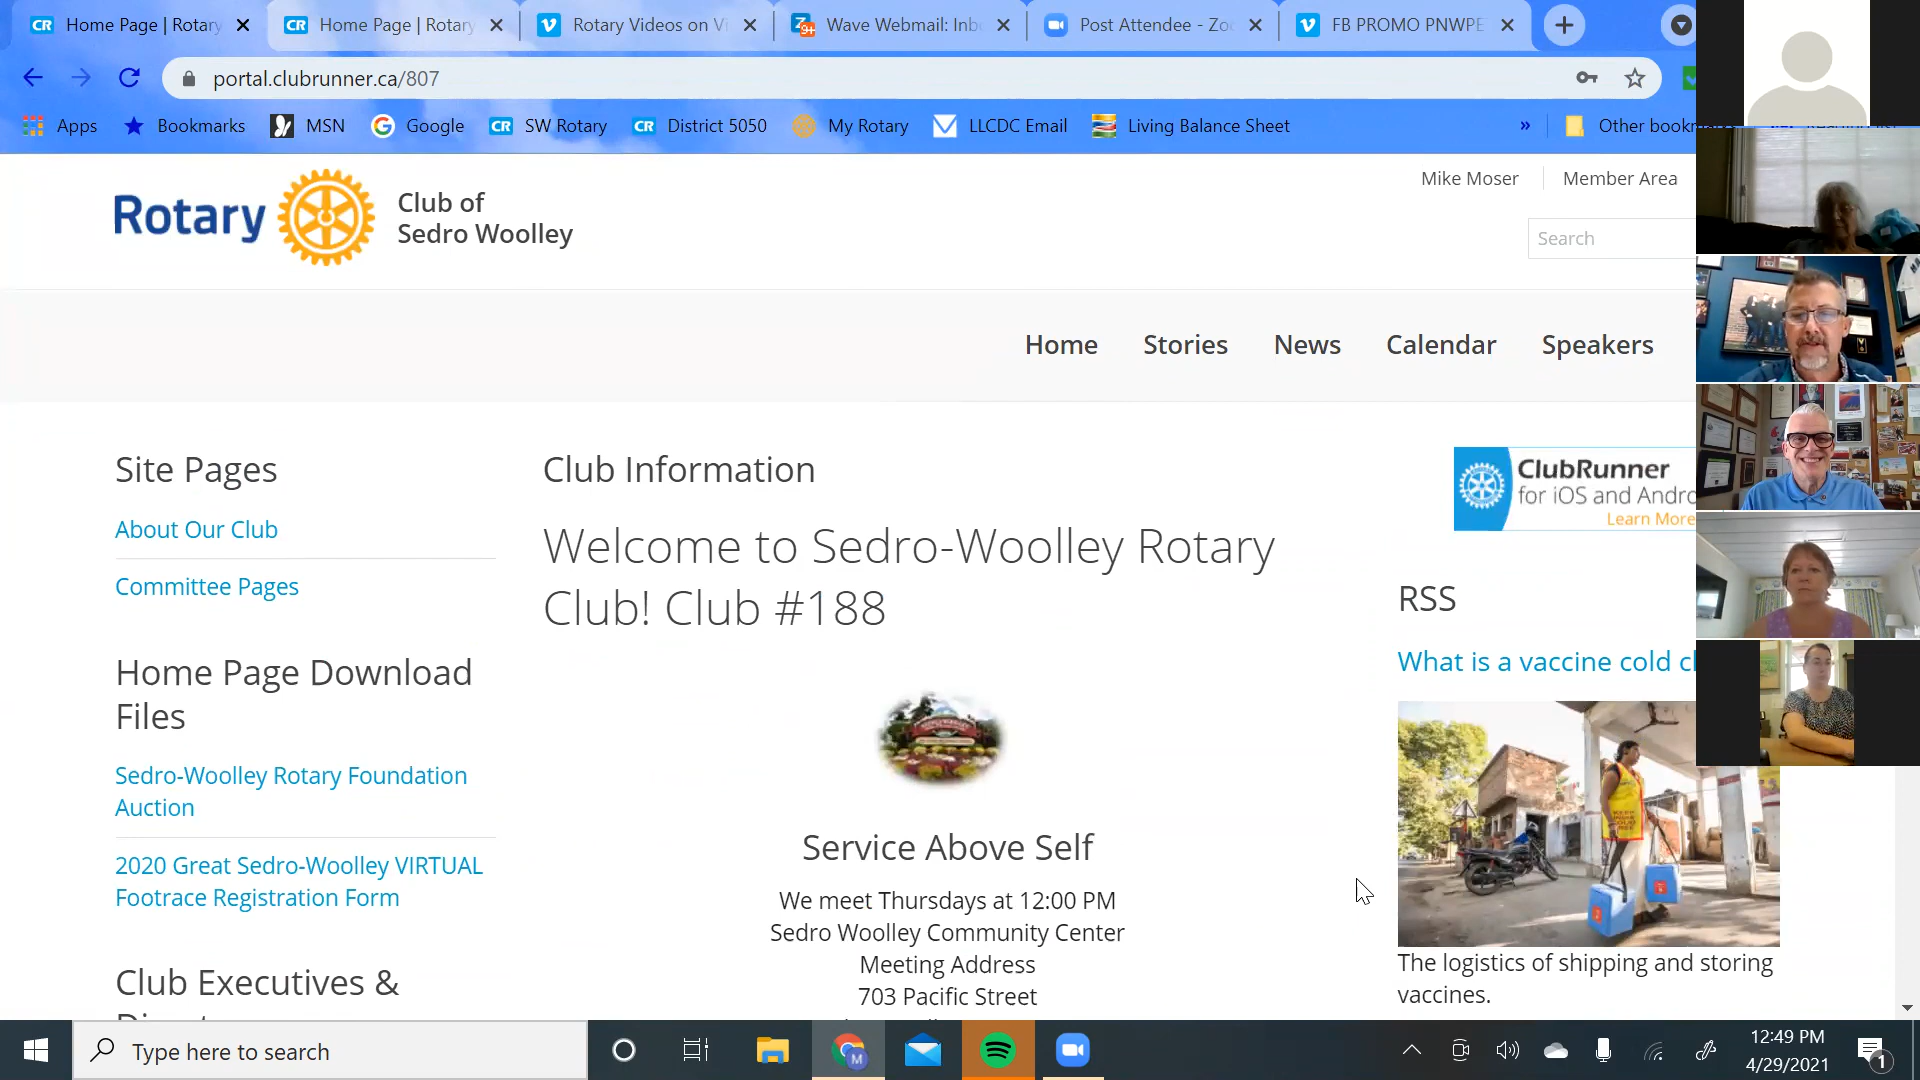 Home Page | Rotary
Home Page | Rotary
Rotary Videos on Vi
Wave Webmail: Inb
Post Attendee - Zo
FB PROMO PNWPE
portal.clubrunner.ca/807
Apps
Bookmarks
MSN
Google
SW Rotary
District 5050
My Rotary
LLCDC Email
Living Balance Sheet
»
Other bookmarks
Rotary
Club of
Sedro Woolley
Mike Moser
Member Area
Search
Home
Stories
News
Calendar
Speakers
Site Pages
About Our Club
Committee Pages
Home Page Download
Files
Sedro-Woolley Rotary Foundation
Auction
2020 Great Sedro-Woolley VIRTUAL
Footrace Registration Form
Club Executives &
Club Information
Welcome to Sedro-Woolley Rotary
Club! Club #188
Service Above Self
We meet Thursdays at 12:00 PM
Sedro Woolley Community Center
Meeting Address
703 Pacific Street
ClubRunner
for iOS and Andro
Learn More
RSS
What is a vaccine cold c
The logistics of shipping and storing
vaccines.
Type here to search
12:49 PM
4/29/2021
1